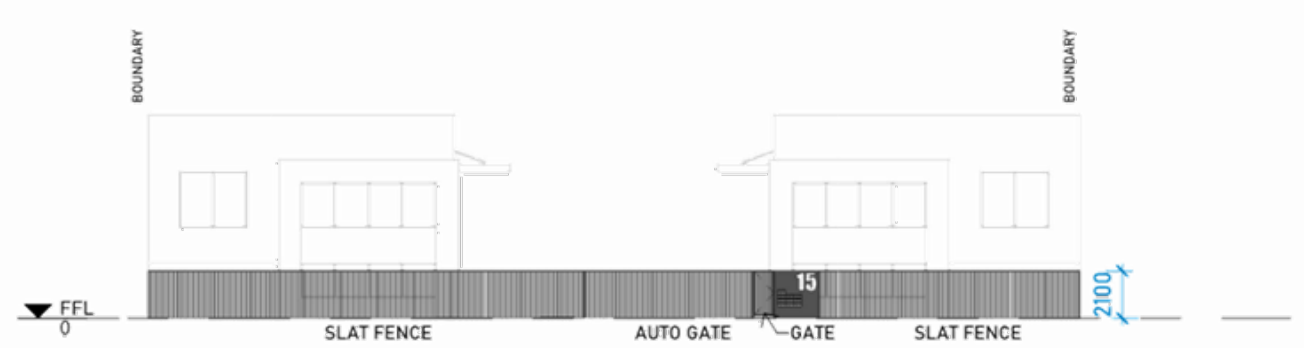 BOUNDARY
BOUNDARY
15
2100
FFL
0
SLAT FENCE
AUTO GATE
GATE
SLAT FENCE